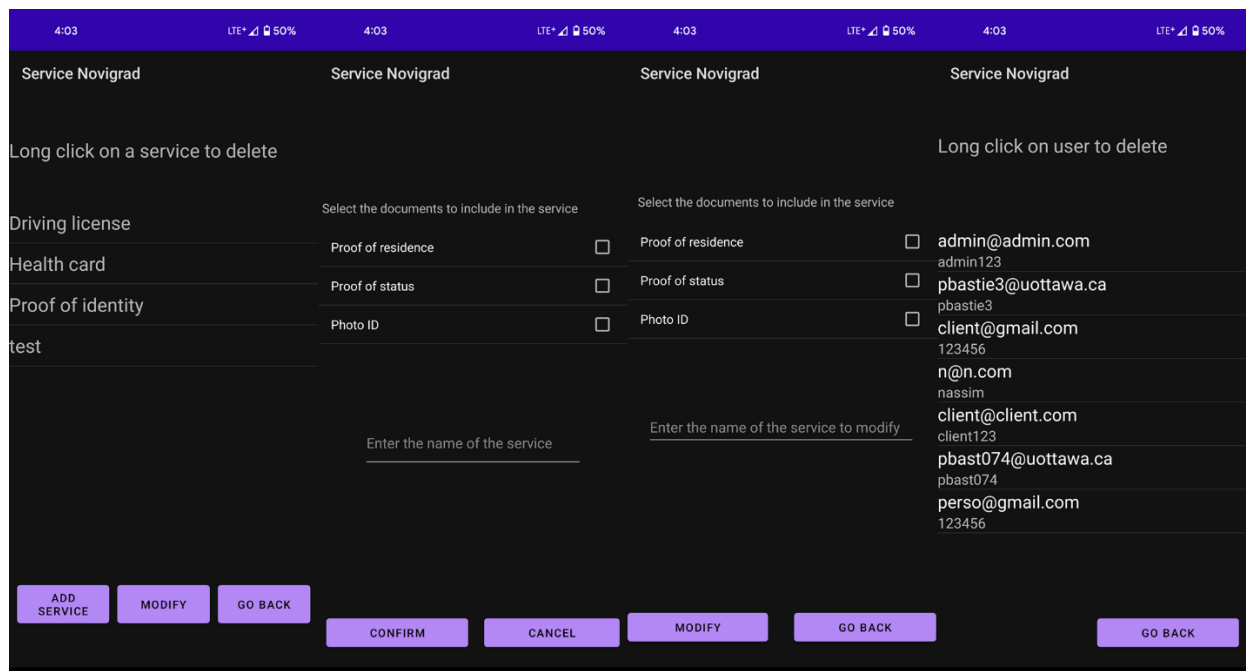 4:03 LTE+ 50%
Service Novigrad
Long click on a service to delete
Driving license
Health card
Proof of identity
test
ADD
SERVICE
MODIFY
GO BACK
4:03 LTE+ 50%
Service Novigrad
Select the documents to include in the service
Proof of residence
Proof of status
Photo ID
Enter the name of the service
CONFIRM
CANCEL
4:03 LTE+ 50%
Service Novigrad
Select the documents to include in the service
Proof of residence
Proof of status
Photo ID
Enter the name of the service to modify
MODIFY
GO BACK
4:03 LTE+ 50%
Service Novigrad
Long click on user to delete
admin@admin.com
admin123
pbastie3@uottawa.ca
pbastie3
client@gmail.com
123456
n@n.com
nassim
client@client.com
client123
pbast074@uottawa.ca
pbast074
perso@gmail.com
123456
GO BACK